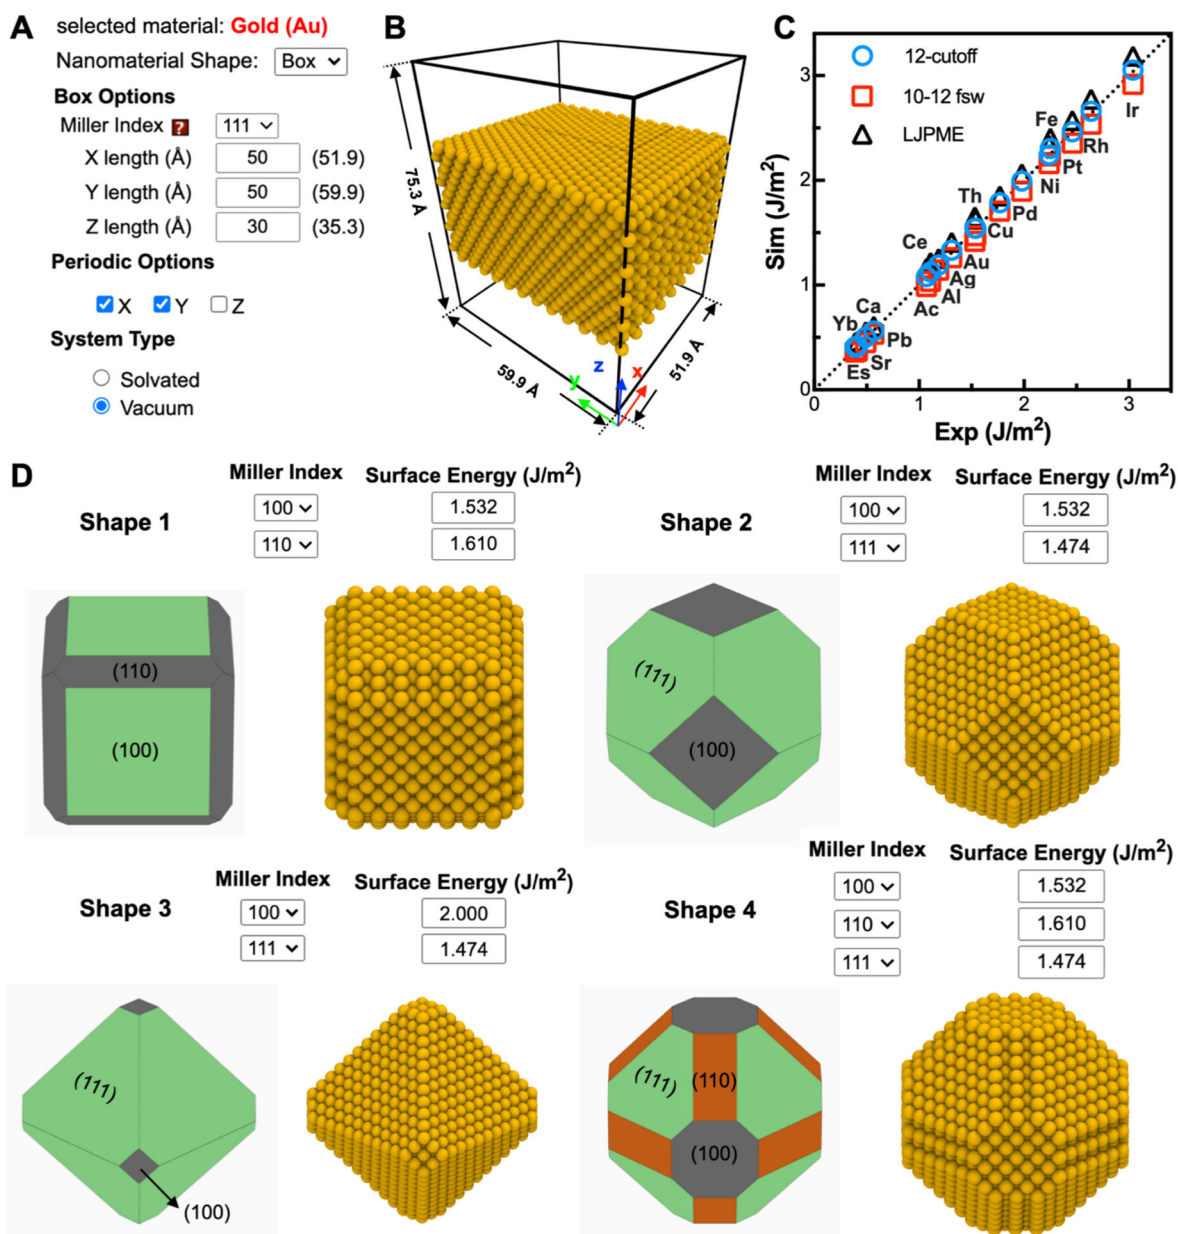 A
selected material: Gold (Au)
Nanomaterial Shape: Box
Box Options
Miller Index ? 111
X length (Å) 50 (51.9)
Y length (Å) 50 (59.9)
Z length (Å) 30 (35.3)
Periodic Options
X Y Z
System Type
Solvated
Vacuum
B
75.3 Å
59.9 Å
51.9 Å
y z x
C
12-cutoff
10-12 fsw
LJPME
Sim (J/m²)
3
2
1
0
0 1 2 3
Exp (J/m²)
Ir
Fe
Rh
Pt
Ni
Th
Pd
Cu
Ce
Au
Ag
Al
Ac
Ca
Yb
Pb
Sr
Es
D
Shape 1
Miller Index Surface Energy (J/m²)
100 1.532
110 1.610
(110)
(100)
Shape 2
Miller Index Surface Energy (J/m²)
100 1.532
111 1.474
(111)
(100)
Shape 3
Miller Index Surface Energy (J/m²)
100 2.000
111 1.474
(111)
(100)
Shape 4
Miller Index Surface Energy (J/m²)
100 1.532
110 1.610
111 1.474
(111) (110)
(100)